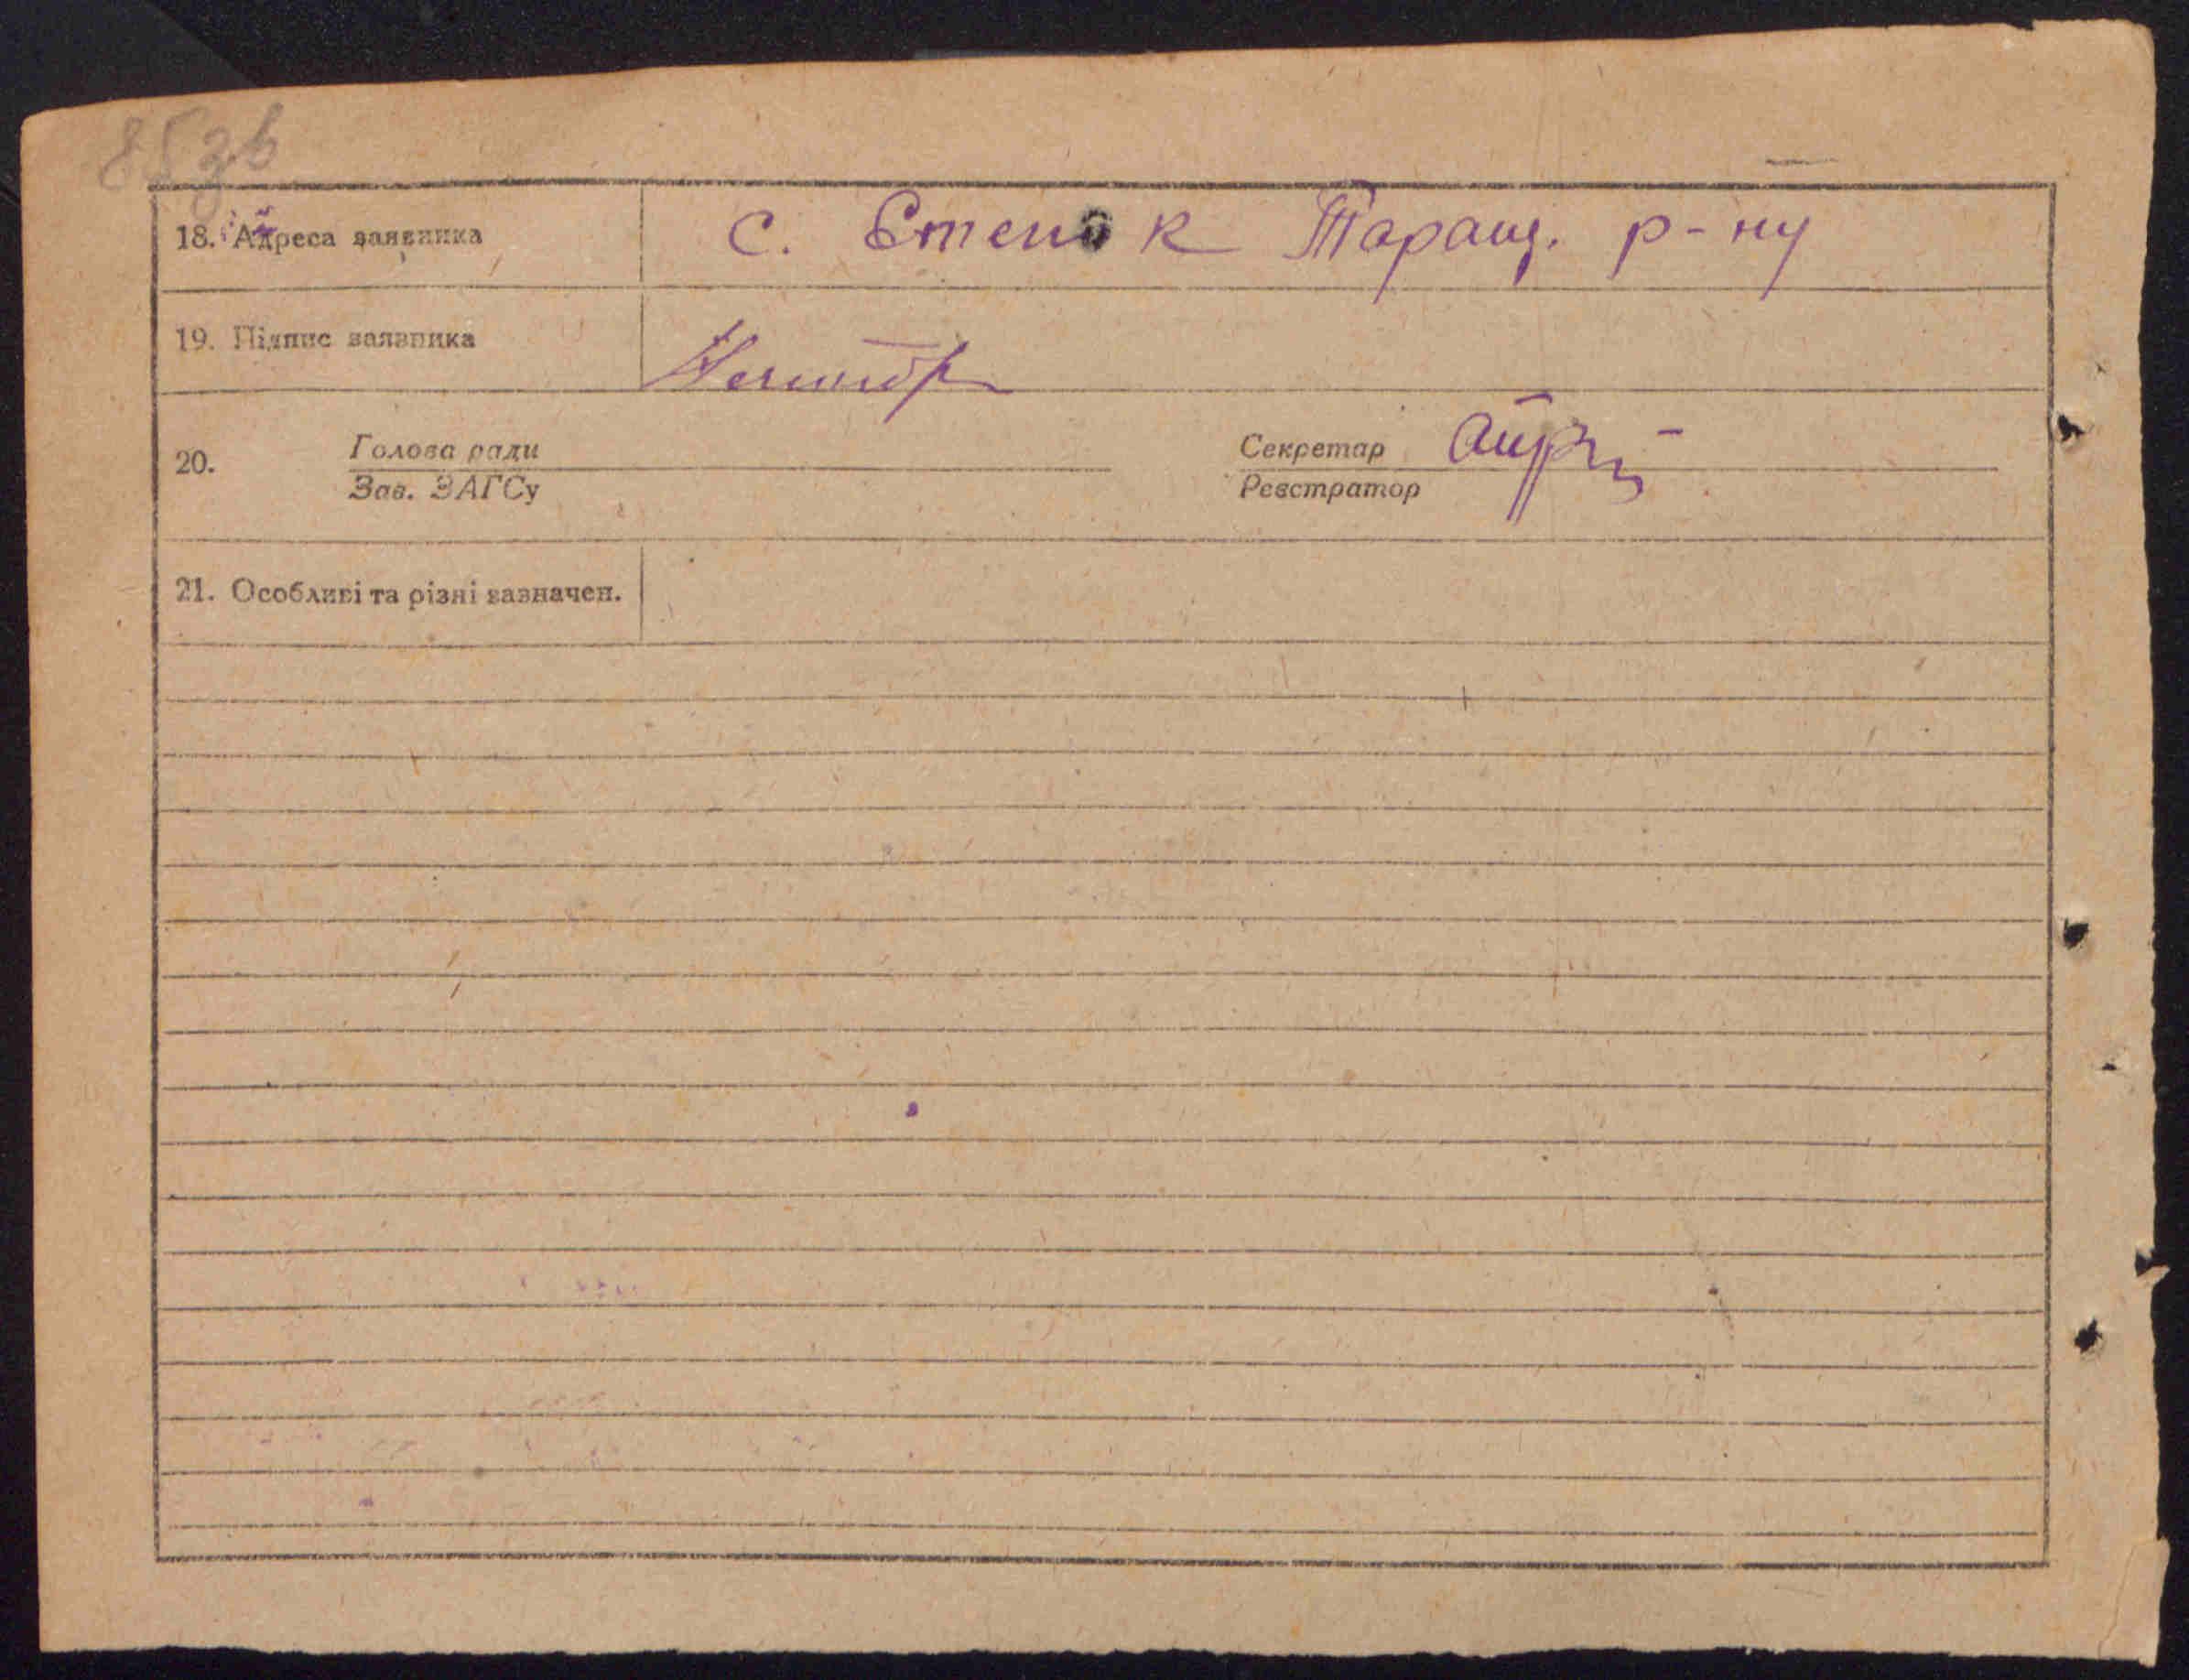 853б
18. Адреса заявника с. Степок Таращ. р-ну
19. Підпис заявника
20. Голова ради Секретар
Зав. ЗАГСу Реєстратор
21. Особливі та різні зазначен.